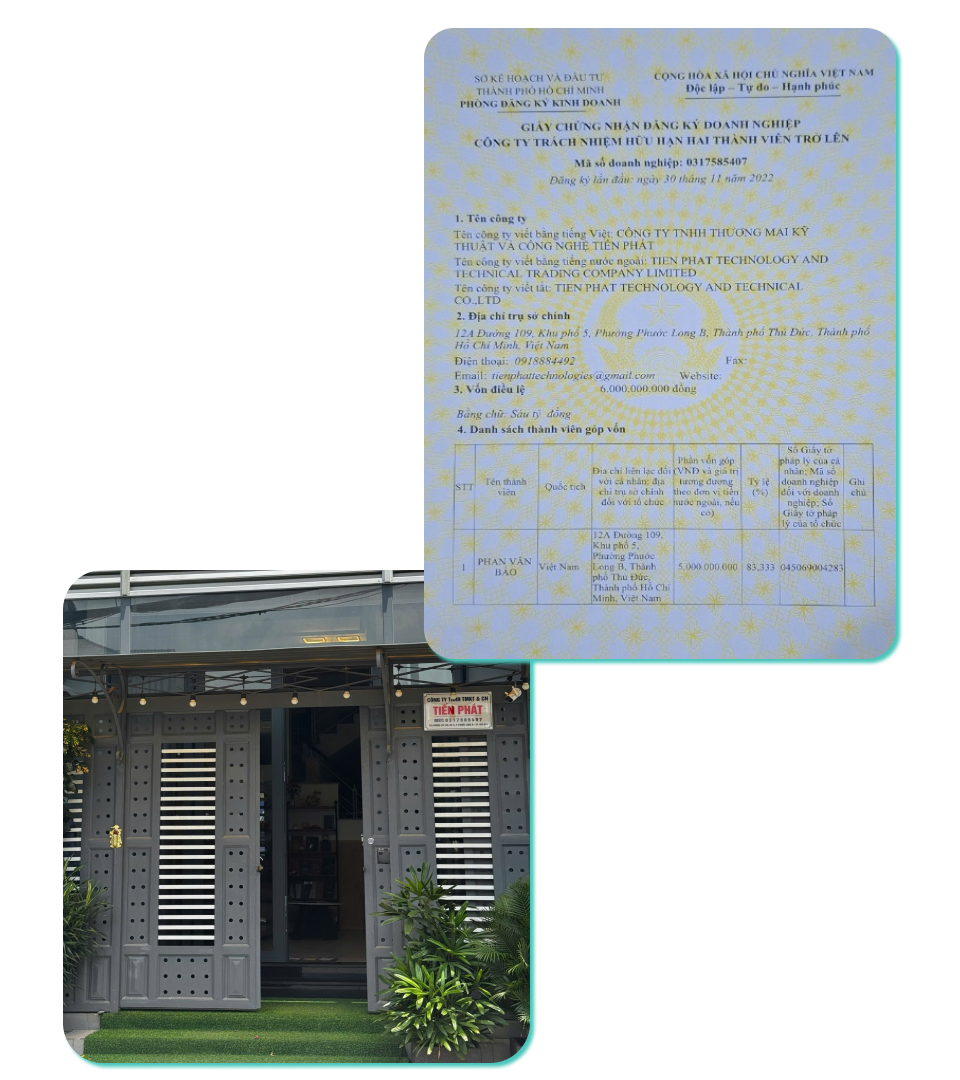 SỞ KẾ HOẠCH VÀ ĐẦU TƯ
THÀNH PHỐ HỒ CHÍ MINH
PHÒNG ĐĂNG KÝ KINH DOANH
CỘNG HÒA XÃ HỘI CHỦ NGHĨA VIỆT NAM
Độc lập – Tự do – Hạnh phúc
GIẤY CHỨNG NHẬN ĐĂNG KÝ DOANH NGHIỆP
CÔNG TY TRÁCH NHIỆM HỮU HẠN HAI THÀNH VIÊN TRỞ LÊN
Mã số doanh nghiệp: 0317585407
Đăng ký lần đầu: ngày 30 tháng 11 năm 2022
1. Tên công ty
Tên công ty viết bằng tiếng Việt: CÔNG TY TNHH THƯƠNG MẠI KỸ
THUẬT VÀ CÔNG NGHỆ TIẾN PHÁT
Tên công ty viết bằng tiếng nước ngoài: TIEN PHAT TECHNOLOGY AND
TECHNICAL TRADING COMPANY LIMITED
Tên công ty viết tắt: TIEN PHAT TECHNOLOGY AND TECHNICAL
CO.,LTD
2. Địa chỉ trụ sở chính
12A Đường 109, Khu phố 5, Phường Phước Long B, Thành phố Thủ Đức, Thành phố
Hồ Chí Minh, Việt Nam
Điện thoại: 0918884492 Fax:
Email: tienphattechnologies@gmail.com Website:
3. Vốn điều lệ 6.000.000.000 đồng
Bằng chữ: Sáu tỷ đồng
4. Danh sách thành viên góp vốn
STT
Tên thành
viên
Quốc tịch
Địa chỉ liên lạc đối
với cá nhân; địa
chỉ trụ sở chính
đối với tổ chức
Phần vốn góp
(VNĐ và giá trị
tương đương
theo đơn vị tiền
nước ngoài, nếu
có)
Tỷ lệ
(%)
Số Giấy tờ
pháp lý của cá
nhân; Mã số
doanh nghiệp
đối với doanh
nghiệp; Số
Giấy tờ pháp
lý của tổ chức
Ghi
chú
1
PHAN VĂN
BẢO
Việt Nam
12A Đường 109,
Khu phố 5,
Phường Phước
Long B, Thành
phố Thủ Đức,
Thành phố Hồ Chí
Minh, Việt Nam
5.000.000.000
83,333
045069004283
CÔNG TY TNHH TMKT & CN
TIẾN PHÁT
0317585407